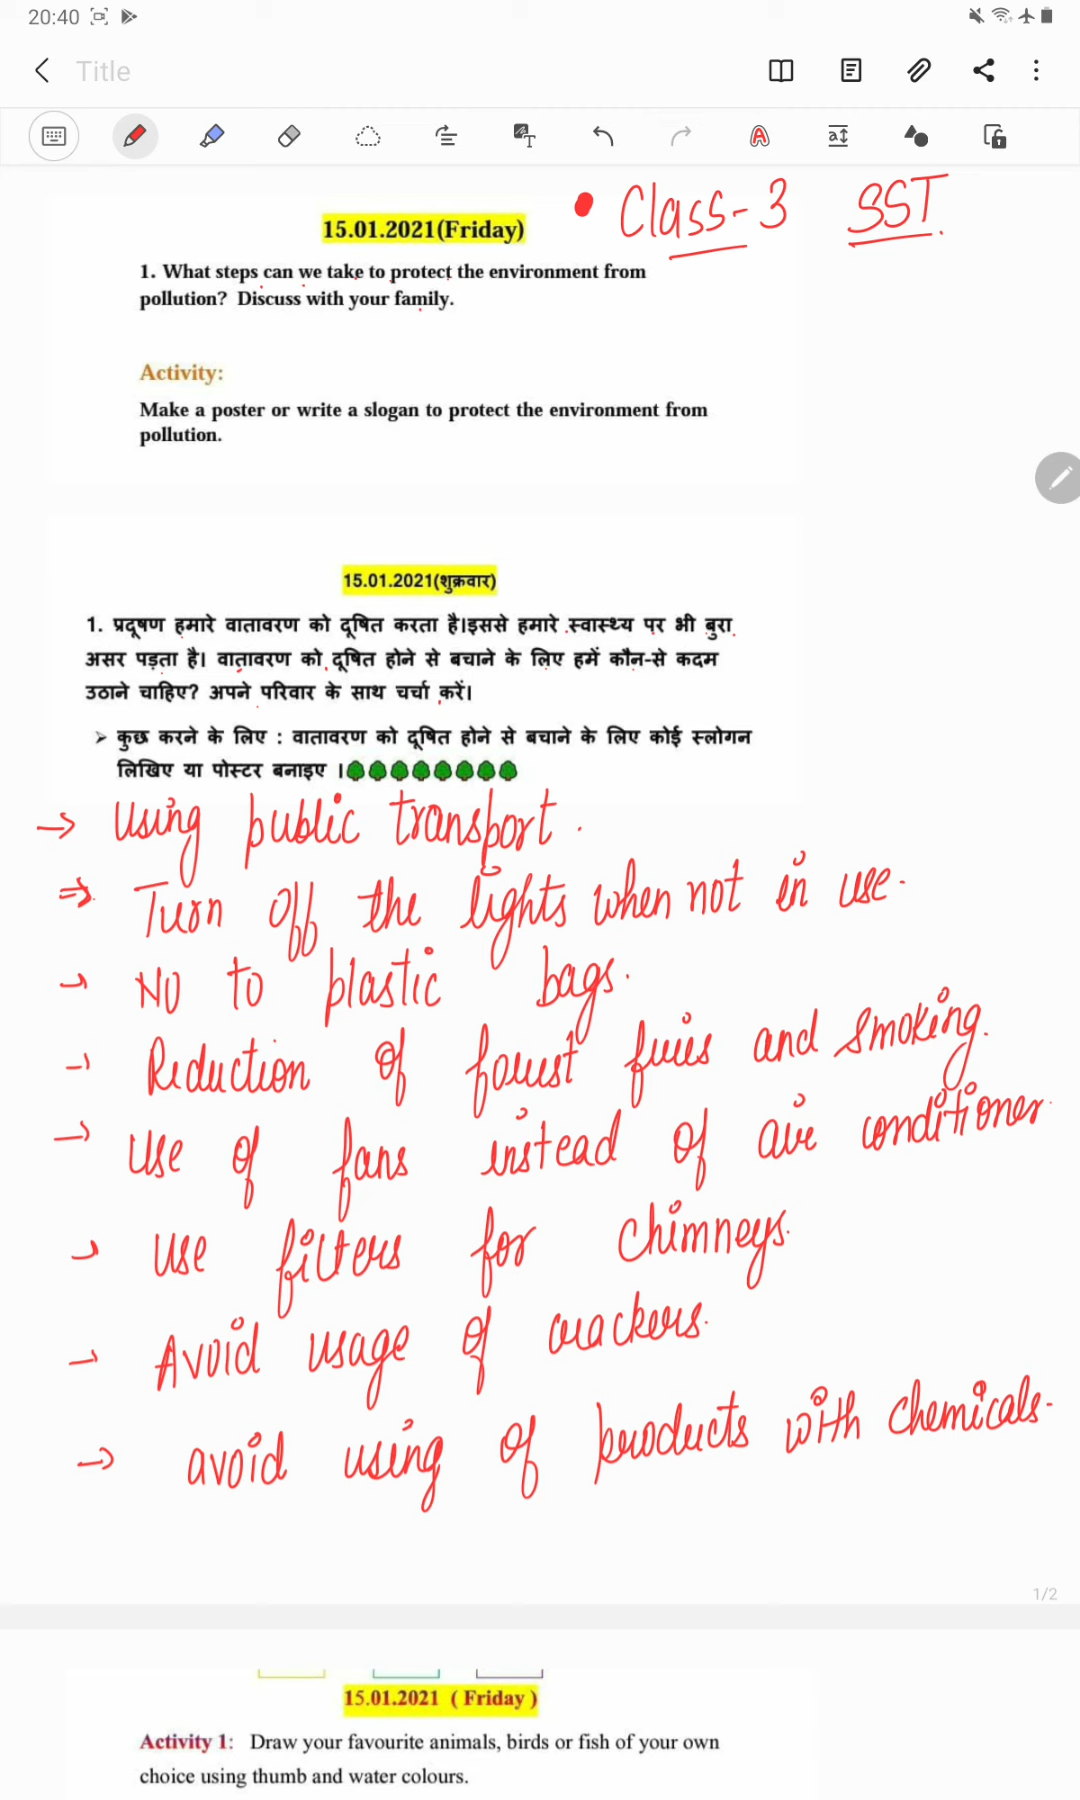 20:40
Title
• Class-3 SST.
15.01.2021(Friday)
1. What steps can we take to protect the environment from
pollution? Discuss with your family.
Activity:
Make a poster or write a slogan to protect the environment from
pollution.
15.01.2021(शुक्रवार)
1. प्रदूषण हमारे वातावरण को दूषित करता है।इससे हमारे स्वास्थ्य पर भी बुरा
असर पड़ता है। वातावरण को दूषित होने से बचाने के लिए हमें कौन-से कदम
उठाने चाहिए? अपने परिवार के साथ चर्चा करें।
➢ कुछ करने के लिए : वातावरण को दूषित होने से बचाने के लिए कोई स्लोगन
लिखिए या पोस्टर बनाइए ।🌳🌳🌳🌳🌳🌳🌳🌳
→ Using public transport.
⇒ Turn off the lights when not in use.
→ NO to plastic bags.
→ Reduction of forest fires and smoking.
→ Use of fans instead of air conditioner.
→ use filters for chimneys.
→ Avoid usage of crackers.
→ avoid using of products with chemicals.
1/2
15.01.2021 ( Friday )
Activity 1: Draw your favourite animals, birds or fish of your own
choice using thumb and water colours.